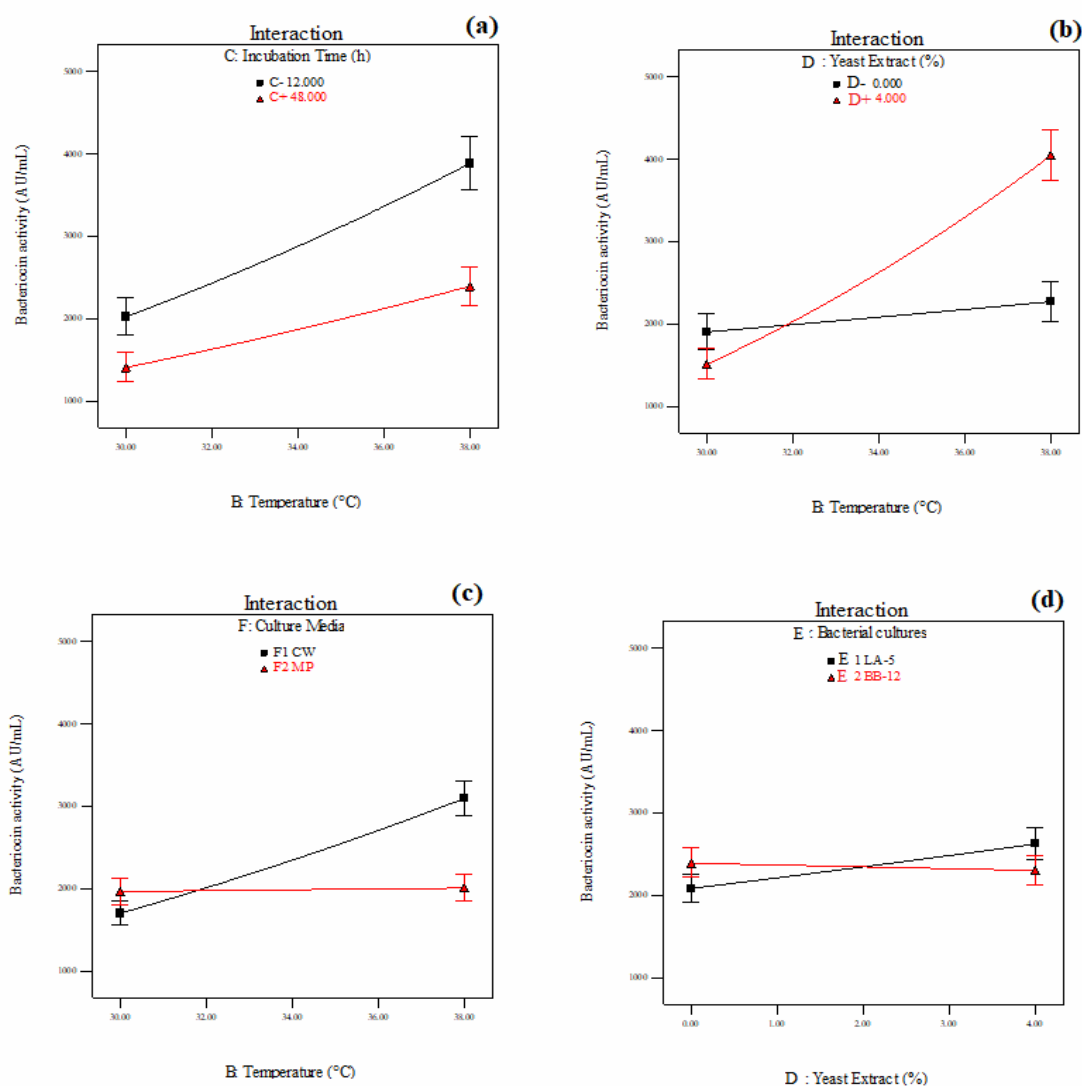 (a)
Interaction
C: Incubation Time (h)
C- 12.000
C+ 48.000
5000
4000
3000
2000
1000
Bacteriocin activity (AU/mL)
30.00 32.00 34.00 36.00 38.00
B: Temperature (°C)
(b)
Interaction
D : Yeast Extract (%)
D- 0.000
D+ 4.000
5000
4000
3000
2000
1000
Bacteriocin activity (AU/mL)
30.00 32.00 34.00 36.00 38.00
B: Temperature (°C)
(c)
Interaction
F: Culture Media
F1 CW
F2 MP
5000
4000
3000
2000
1000
Bacteriocin activity (AU/mL)
30.00 32.00 34.00 36.00 38.00
B: Temperature (°C)
(d)
Interaction
E : Bacterial cultures
E 1 LA-5
E 2 BB-12
5000
4000
3000
2000
1000
Bacteriocin activity (AU/mL)
0.00 1.00 2.00 3.00 4.00
D : Yeast Extract (%)